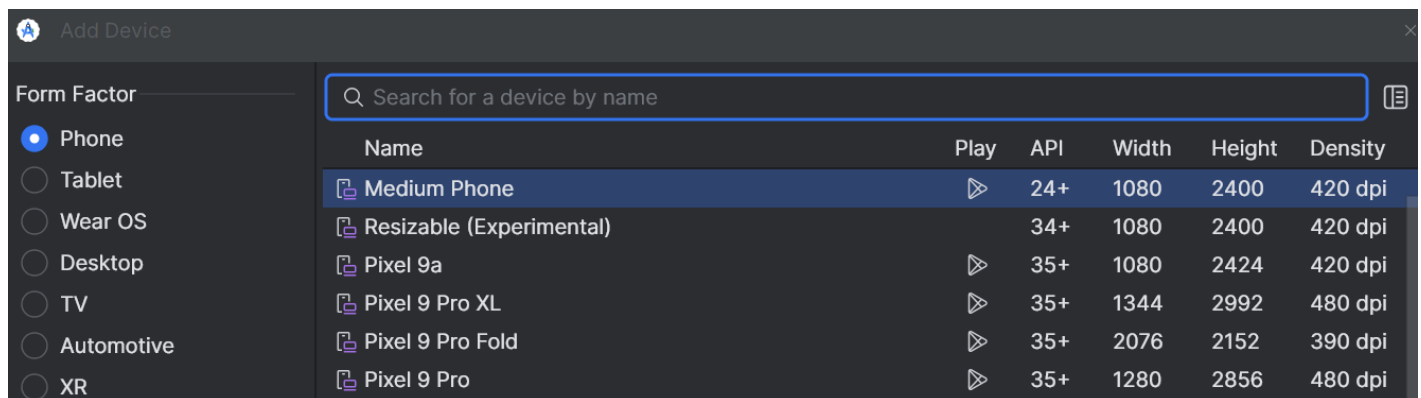 Add Device
Form Factor
Phone
Tablet
Wear OS
Desktop
TV
Automotive
XR
Search for a device by name
Name Play API Width Height Density
Medium Phone 24+ 1080 2400 420 dpi
Resizable (Experimental) 34+ 1080 2400 420 dpi
Pixel 9a 35+ 1080 2424 420 dpi
Pixel 9 Pro XL 35+ 1344 2992 480 dpi
Pixel 9 Pro Fold 35+ 2076 2152 390 dpi
Pixel 9 Pro 35+ 1280 2856 480 dpi